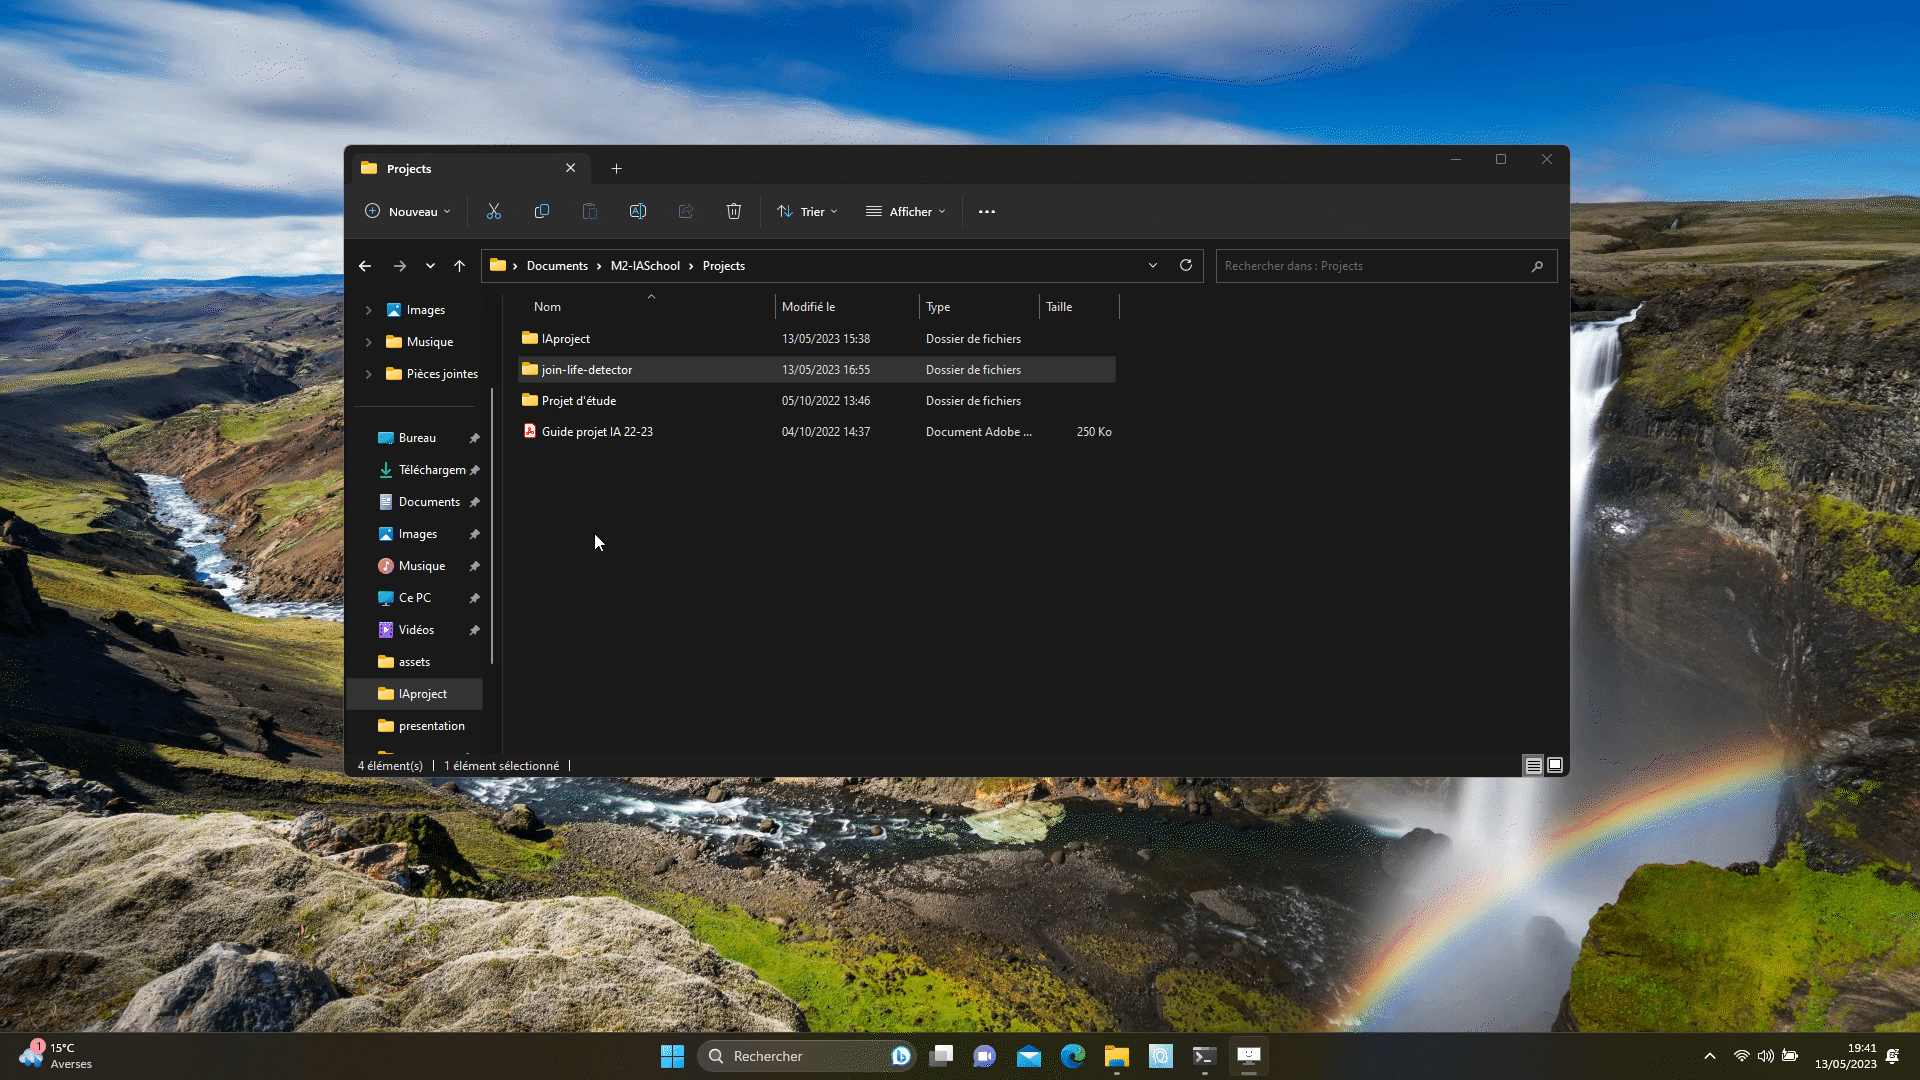 Projects
Nouveau
Trier
Afficher
Documents
M2-IASchool
Projects
Rechercher dans : Projects
Images
Musique
Pièces jointes
Bureau
Téléchargem
Documents
Images
Musique
Ce PC
Vidéos
assets
IAproject
presentation
Nom Modifié le Type Taille
IAproject 13/05/2023 15:38 Dossier de fichiers
join-life-detector 13/05/2023 16:55 Dossier de fichiers
Projet d'étude 05/10/2022 13:46 Dossier de fichiers
Guide projet IA 22-23 04/10/2022 14:37 Document Adobe ... 250 Ko
4 élément(s) 1 élément sélectionné
1
15°C
Averses
Rechercher
19:41
13/05/2023